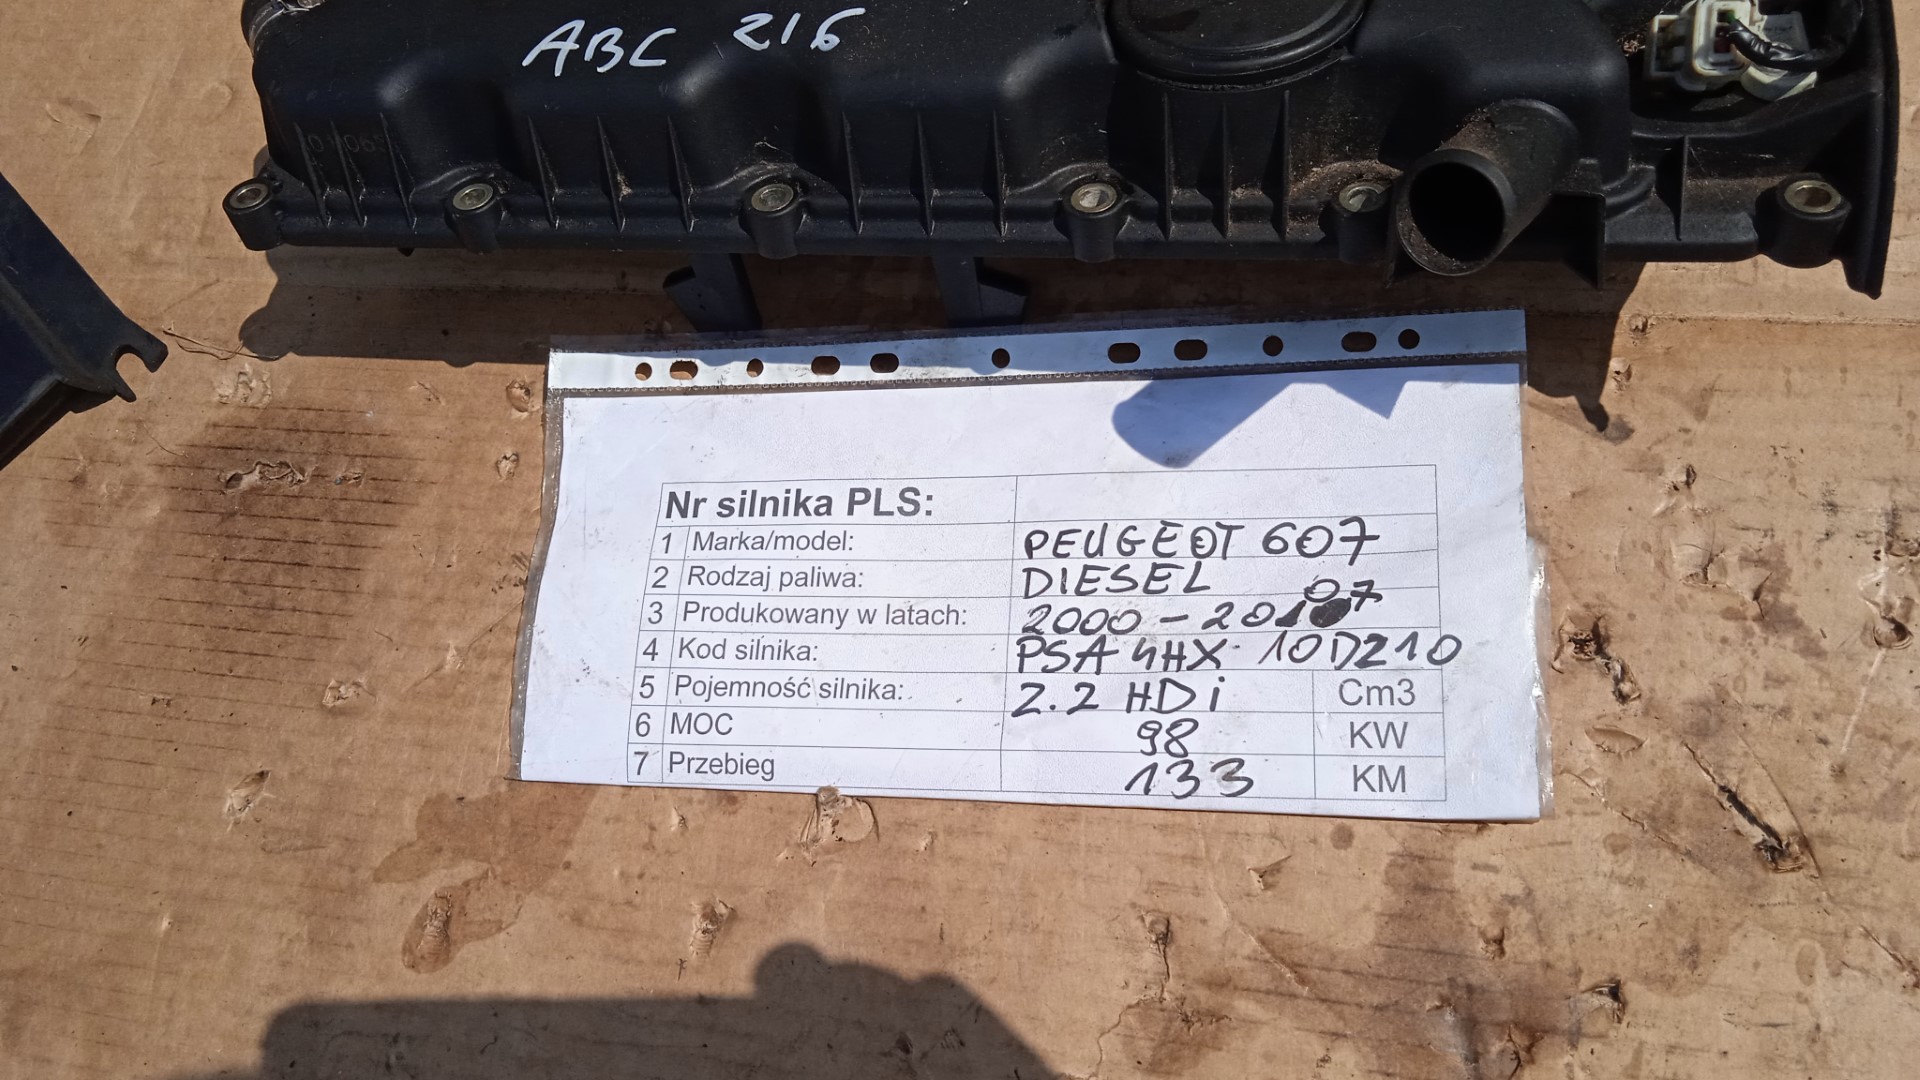 ABC 216
Nr silnika PLS:
1 Marka/model: PEUGEOT 607
2 Rodzaj paliwa: DIESEL
3 Produkowany w latach: 2000 - 2007
4 Kod silnika: PSA 4HX 10DZ10
5 Pojemność silnika: 2.2 HDi Cm3
6 MOC 98 KW
7 Przebieg 133 KM